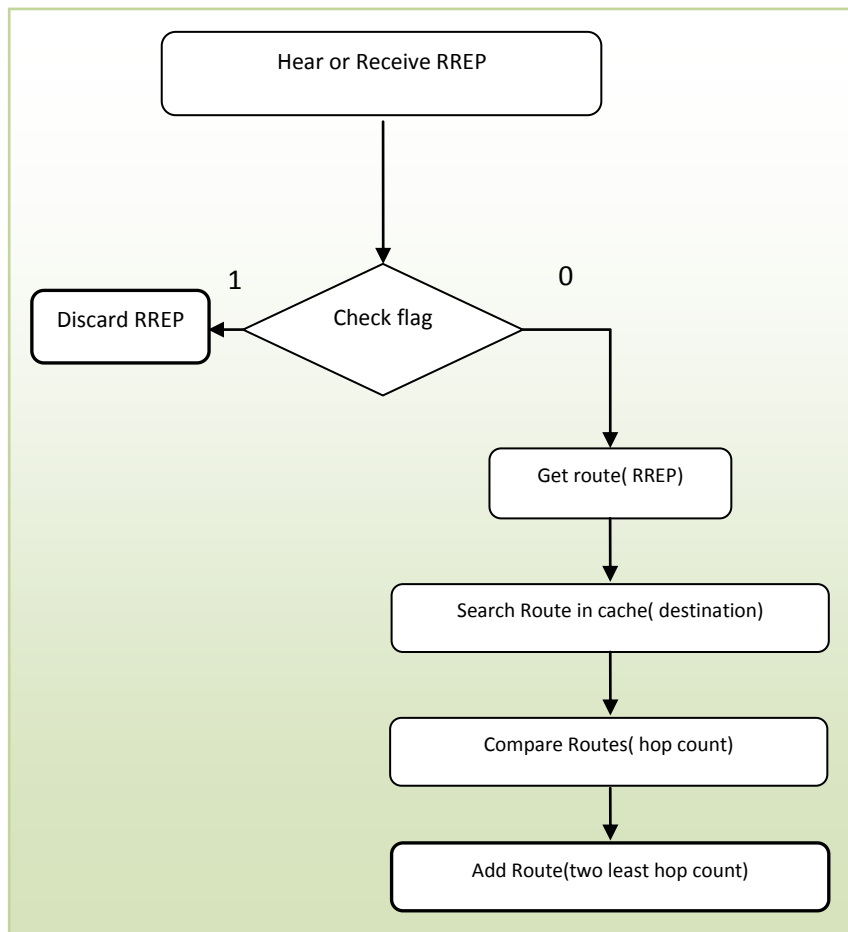 Hear or Receive RREP
1
0
Discard RREP
Check flag
Get route( RREP)
Search Route in cache( destination)
Compare Routes( hop count)
Add Route(two least hop count)